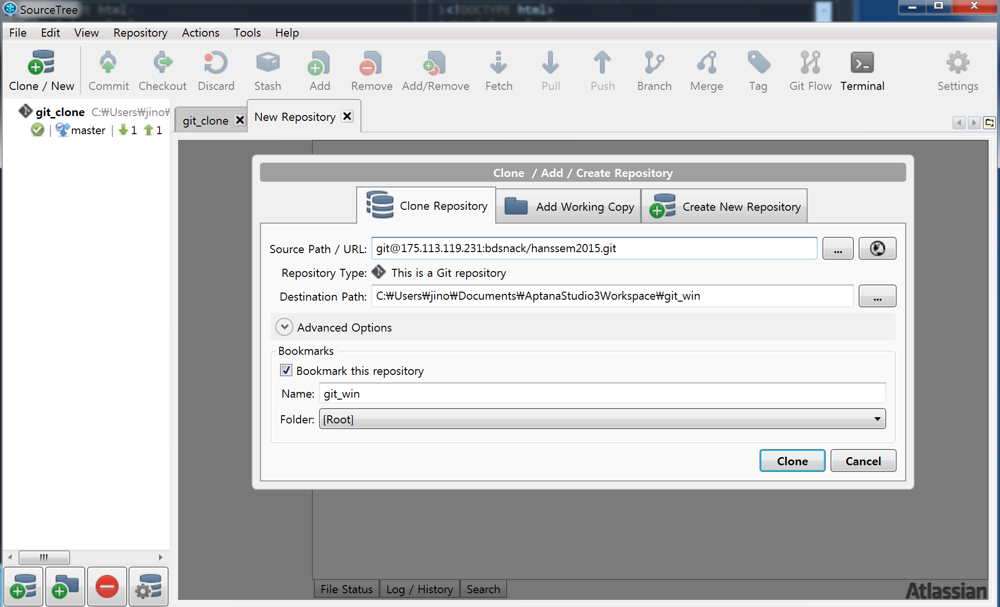 SourceTree
1<!DOCTYPE html>
File Edit View Repository Actions Tools Help
Clone / New Commit Checkout Discard Stash Add Remove Add/Remove Fetch Pull Push Branch Merge Tag Git Flow Terminal Settings
git_clone C:₩Users₩jino₩
master 1 1
git_clone New Repository
Clone / Add / Create Repository
Clone Repository Add Working Copy Create New Repository
Source Path / URL: git@175.113.119.231:bdsnack/hanssem2015.git ...
Repository Type: This is a Git repository
Destination Path: C:₩Users₩jino₩Documents₩AptanaStudio3Workspace₩git_win ...
Advanced Options
Bookmarks
Bookmark this repository
Name: git_win
Folder: [Root]
Clone Cancel
File Status Log / History Search
Atlassian